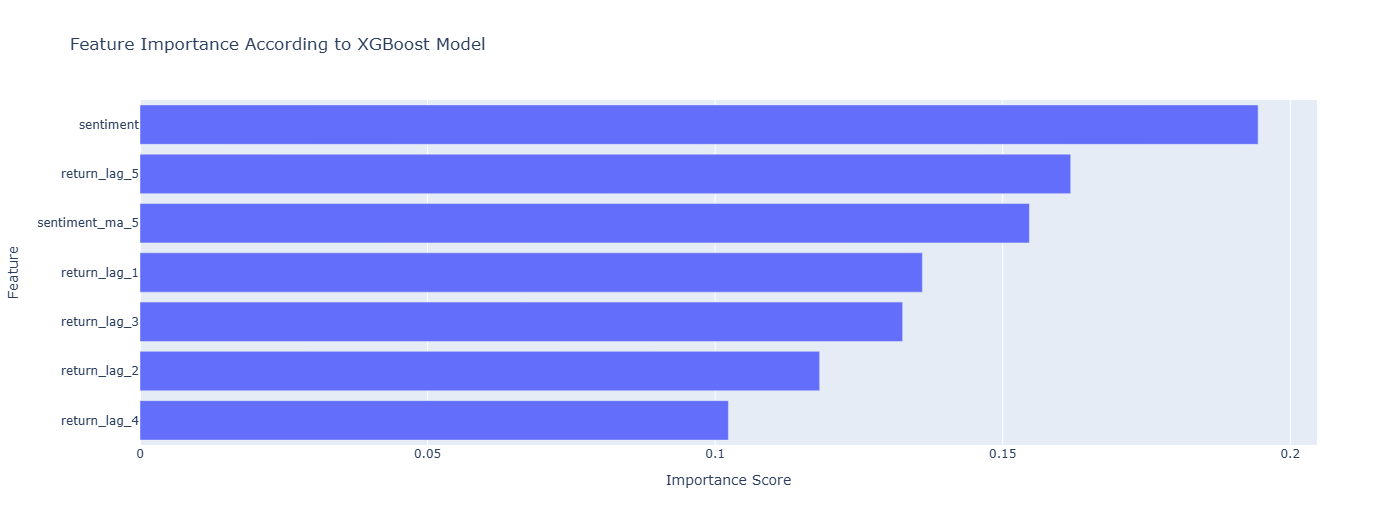 Feature Importance According to XGBoost Model
sentiment
return_lag_5
sentiment_ma_5
return_lag_1
return_lag_3
return_lag_2
return_lag_4
Feature
0 0.05 0.1 0.15 0.2
Importance Score